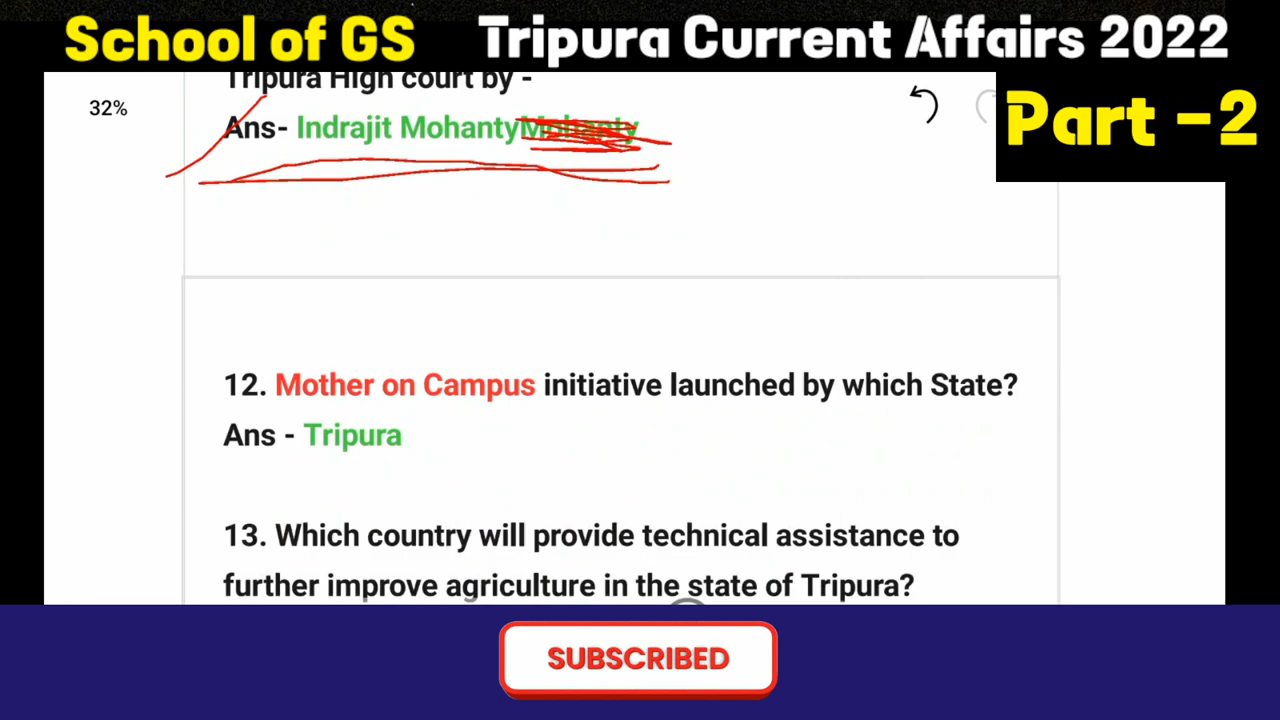 School of GS Tripura Current Affairs 2022
Part -2
32%
Tripura High court by -
Ans- Indrajit MohantyMohanty
12. Mother on Campus initiative launched by which State?
Ans - Tripura
13. Which country will provide technical assistance to
further improve agriculture in the state of Tripura?
SUBSCRIBED